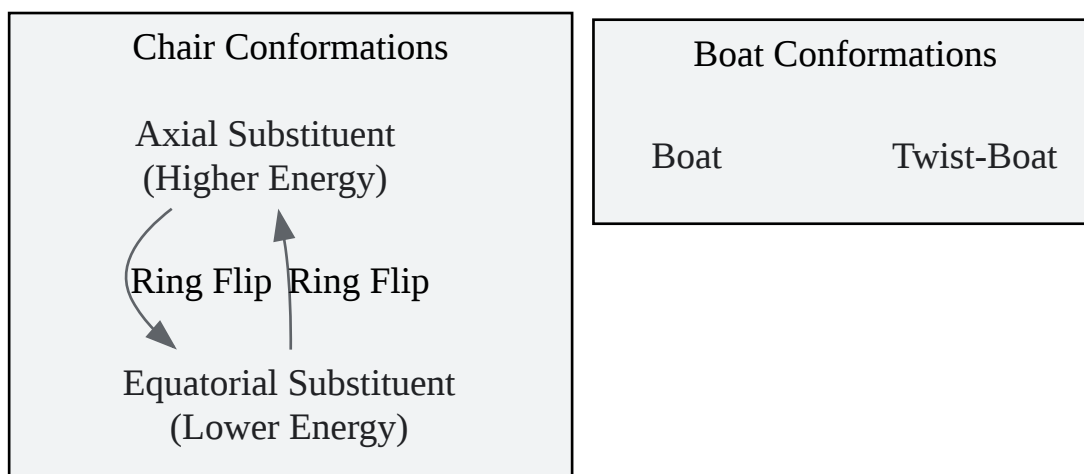 Chair Conformations
Axial Substituent
(Higher Energy)
Ring Flip
Ring Flip
Equatorial Substituent
(Lower Energy)
Boat Conformations
Boat
Twist-Boat